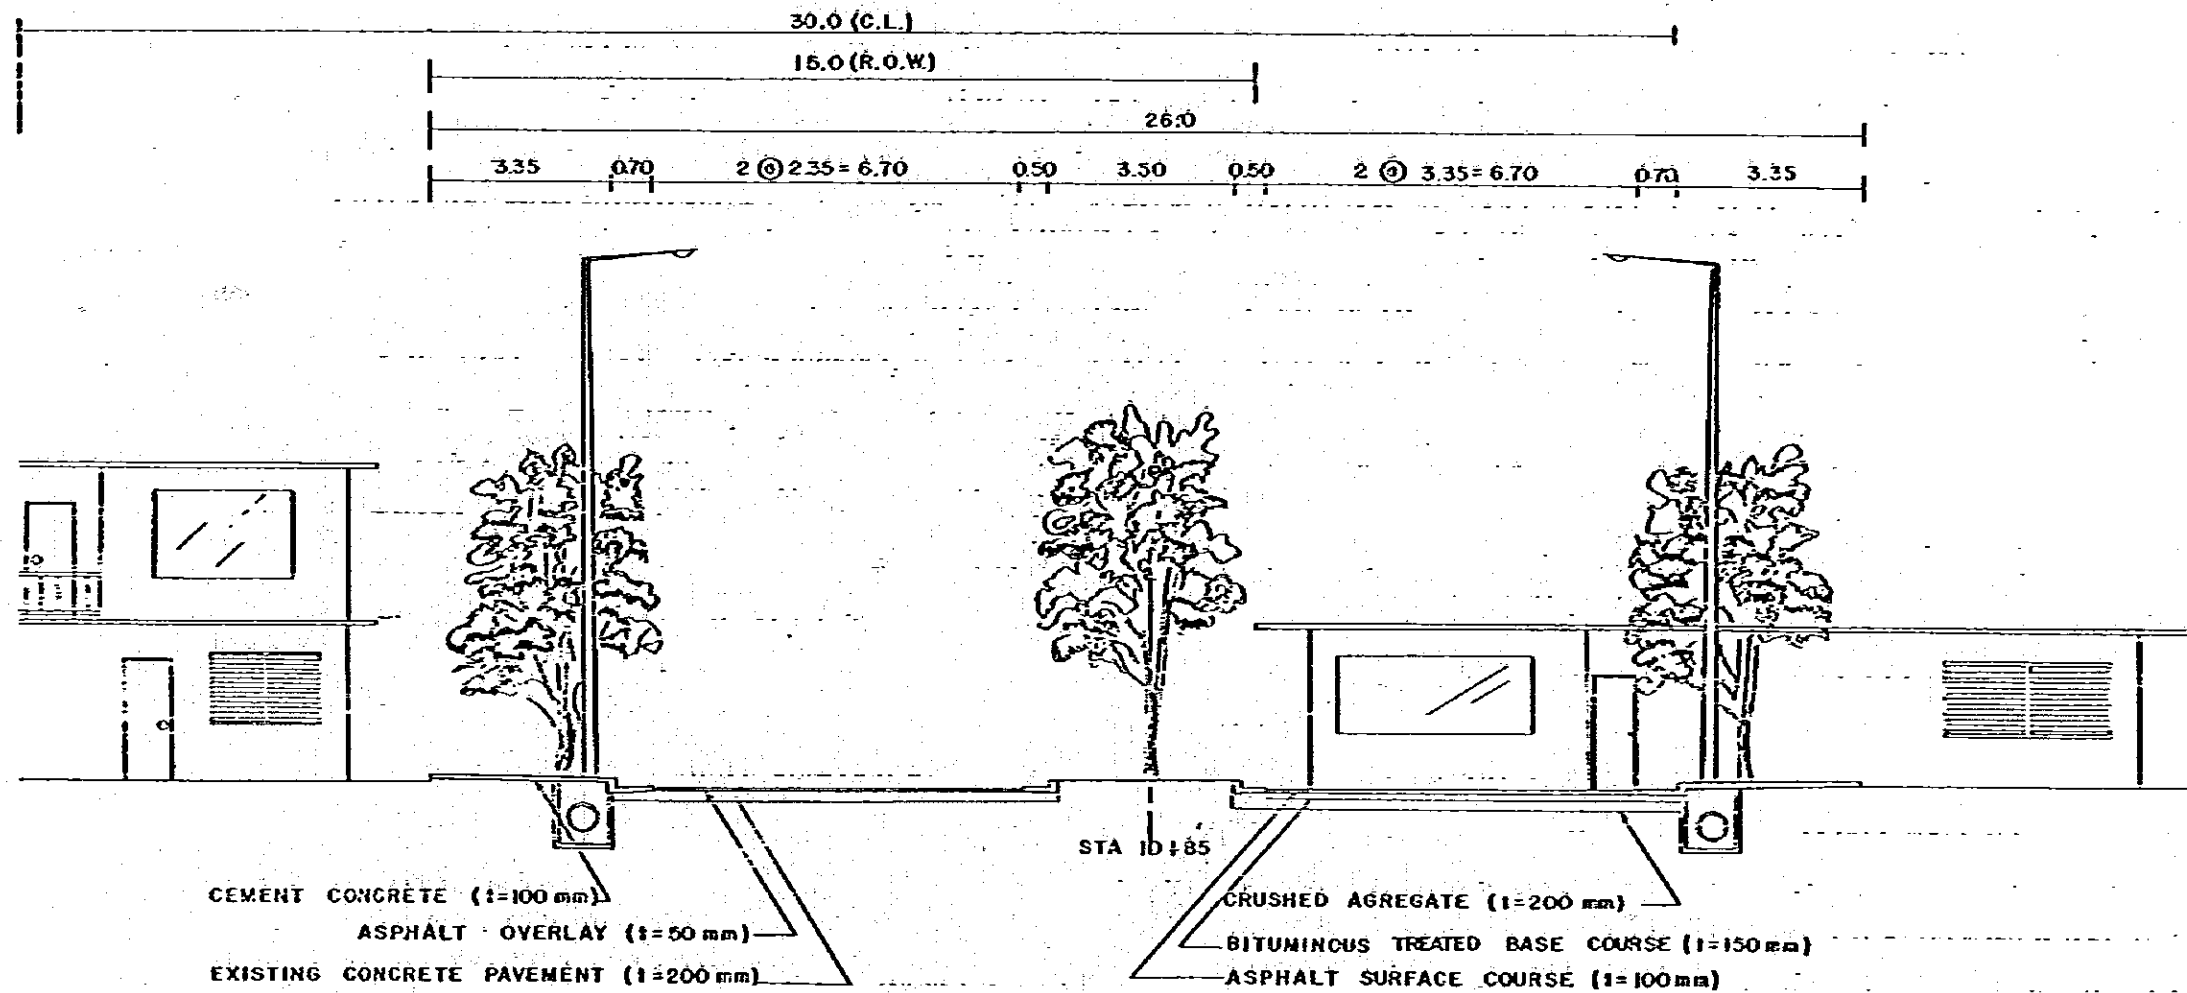 30.0 (C.L.)
15.0 (R.O.W.)
26.0
3.35 0.70 2 @ 2.35 = 6.70 0.50 3.50 0.50 2 @ 3.35 = 6.70 0.70 3.35
STA 10+85
CEMENT CONCRETE (t=100 mm)
ASPHALT OVERLAY (t=50 mm)
EXISTING CONCRETE PAVEMENT (t=200 mm)
CRUSHED AGREGATE (t=200 mm)
BITUMINOUS TREATED BASE COURSE (t=150 mm)
ASPHALT SURFACE COURSE (t=100 mm)